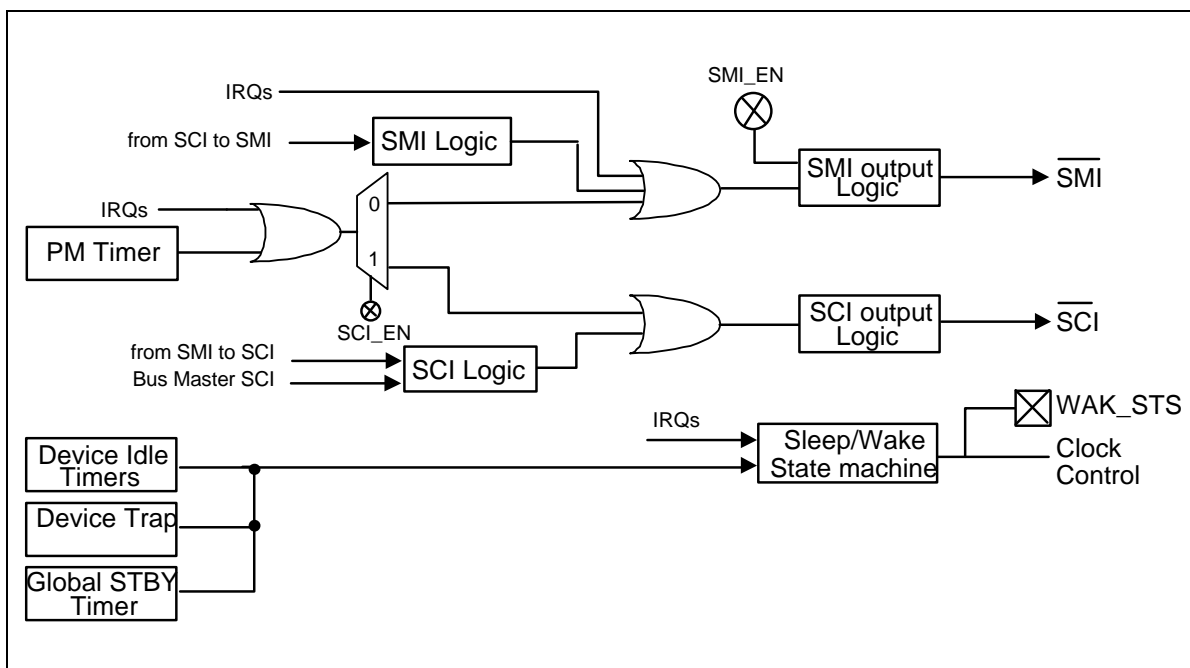 SMI_EN
IRQs
from SCI to SMI
SMI Logic
SMI output
Logic
SMI
IRQs
0
PM Timer
1
SCI_EN
SCI output
Logic
SCI
from SMI to SCI
Bus Master SCI
SCI Logic
IRQs
WAK_STS
Device Idle
Timers
Sleep/Wake
State machine
Clock
Control
Device Trap
Global STBY
Timer